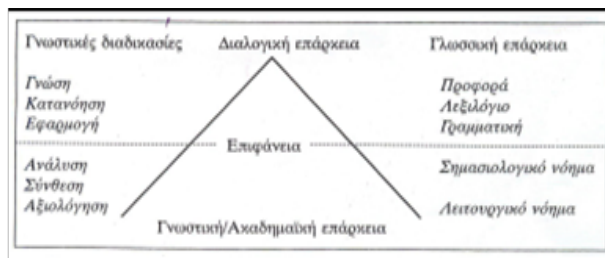 Γνωστικές διαδικασίες Διαλογική επάρκεια Γλωσσική επάρκεια
Γνώση Προφορά
Κατανόηση Λεξιλόγιο
Εφαρμογή Γραμματική
Επιφάνεια
Ανάλυση Σημασιολογικό νόημα
Σύνθεση
Αξιολόγηση Λειτουργικό νόημα
Γνωστική/Ακαδημαϊκή επάρκεια